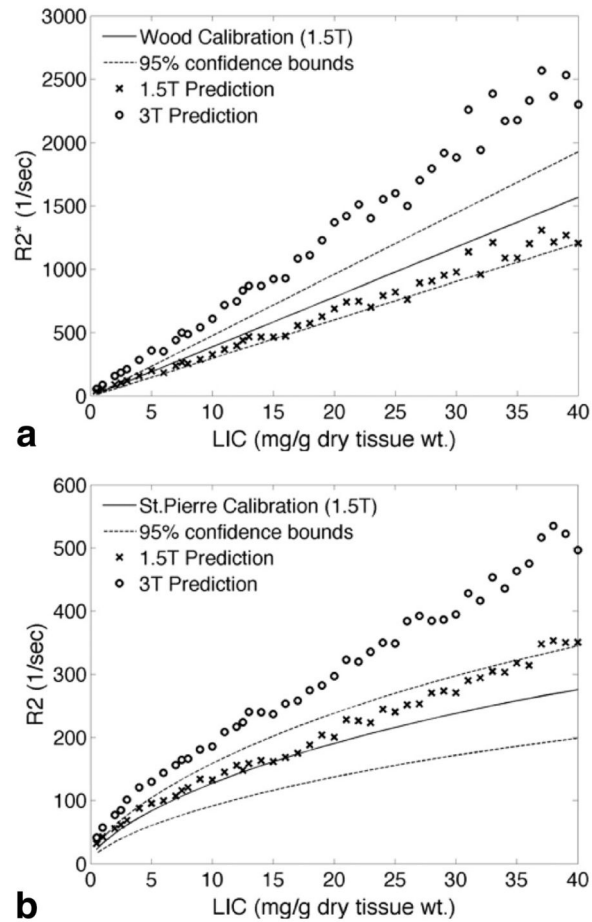 3000
2500
2000
1500
1000
500
0
R2* (1/sec)
Wood Calibration (1.5T)
95% confidence bounds
1.5T Prediction
3T Prediction
0 5 10 15 20 25 30 35 40
LIC (mg/g dry tissue wt.)
a
600
500
400
300
200
100
0
R2 (1/sec)
St.Pierre Calibration (1.5T)
95% confidence bounds
1.5T Prediction
3T Prediction
0 5 10 15 20 25 30 35 40
LIC (mg/g dry tissue wt.)
b